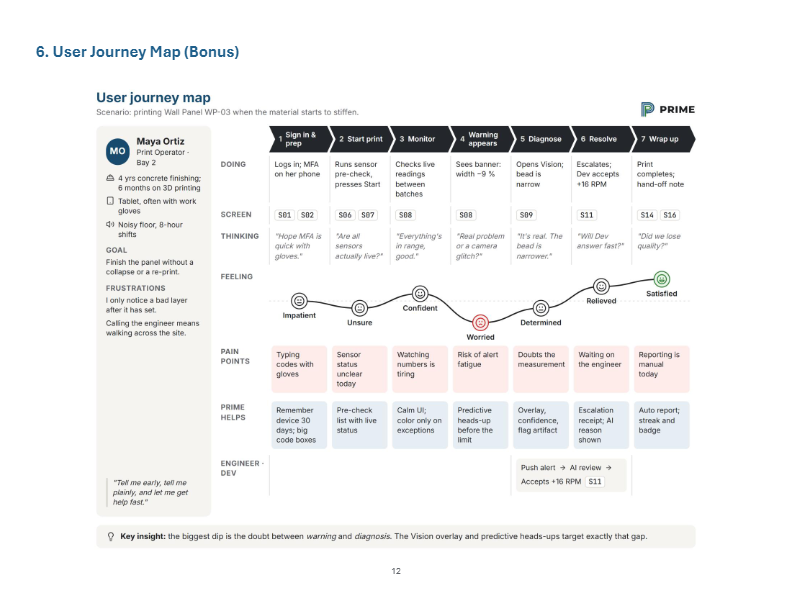 6. User Journey Map (Bonus)
User journey map
Scenario: printing Wall Panel WP-03 when the material starts to stiffen.
PRIME
MO
Maya Ortiz
Print Operator ·
Bay 2
4 yrs concrete finishing;
6 months on 3D printing
Tablet, often with work
gloves
Noisy floor, 8-hour
shifts
GOAL
Finish the panel without a
collapse or a re-print.
FRUSTRATIONS
I only notice a bad layer
after it has set.
Calling the engineer means
walking across the site.
"Tell me early, tell me
plainly, and let me get
help fast."
1 Sign in &
prep
2 Start print
3 Monitor
4 Warning
appears
5 Diagnose
6 Resolve
7 Wrap up
DOING
Logs in; MFA
on her phone
Runs sensor
pre-check,
presses Start
Checks live
readings
between
batches
Sees banner:
width −9 %
Opens Vision;
bead is
narrow
Escalates;
Dev accepts
+16 RPM
Print
completes;
hand-off note
SCREEN
S01 S02
S06 S07
S08
S08
S09
S11
S14 S16
THINKING
"Hope MFA is
quick with
gloves."
"Are all
sensors
actually live?"
"Everything's
in range,
good."
"Real problem
or a camera
glitch?"
"It's real. The
bead is
narrower."
"Will Dev
answer fast?"
"Did we lose
quality?"
FEELING
Impatient
Unsure
Confident
Worried
Determined
Relieved
Satisfied
PAIN
POINTS
Typing
codes with
gloves
Sensor
status
unclear
today
Watching
numbers is
tiring
Risk of alert
fatigue
Doubts the
measurement
Waiting on
the engineer
Reporting is
manual
today
PRIME
HELPS
Remember
device 30
days; big
code boxes
Pre-check
list with live
status
Calm UI;
color only on
exceptions
Predictive
heads-up
before the
limit
Overlay,
confidence,
flag artifact
Escalation
receipt; AI
reason
shown
Auto report;
streak and
badge
ENGINEER ·
DEV
Push alert → AI review →
Accepts +16 RPM S11
Key insight: the biggest dip is the doubt between warning and diagnosis. The Vision overlay and predictive heads-ups target exactly that gap.
12